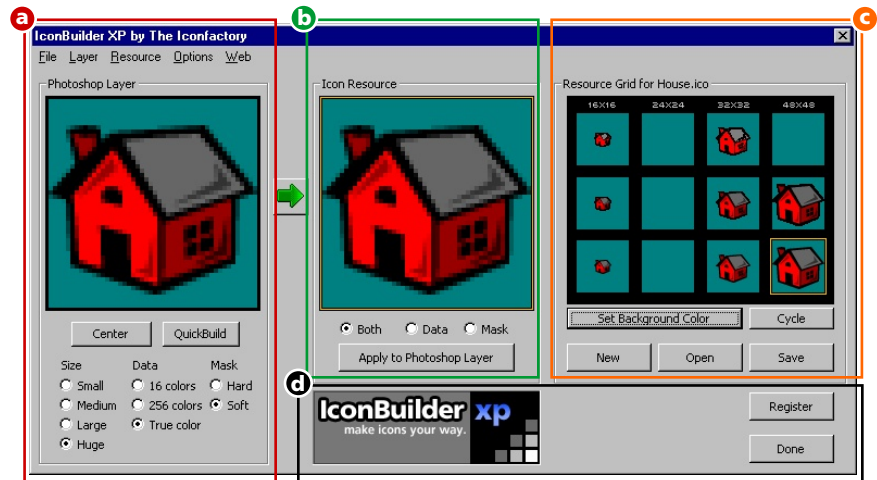 a
b
c
IconBuilder XP by The Iconfactory
File Layer Resource Options Web
Photoshop Layer
Center QuickBuild
Size Data Mask
Small 16 colors Hard
Medium 256 colors Soft
Large True color
Huge
Icon Resource
Both Data Mask
Apply to Photoshop Layer
Resource Grid for House.ico
16X16 24X24 32X32 48X48
Set Background Color Cycle
New Open Save
d
IconBuilder xp
make icons your way.
Register
Done